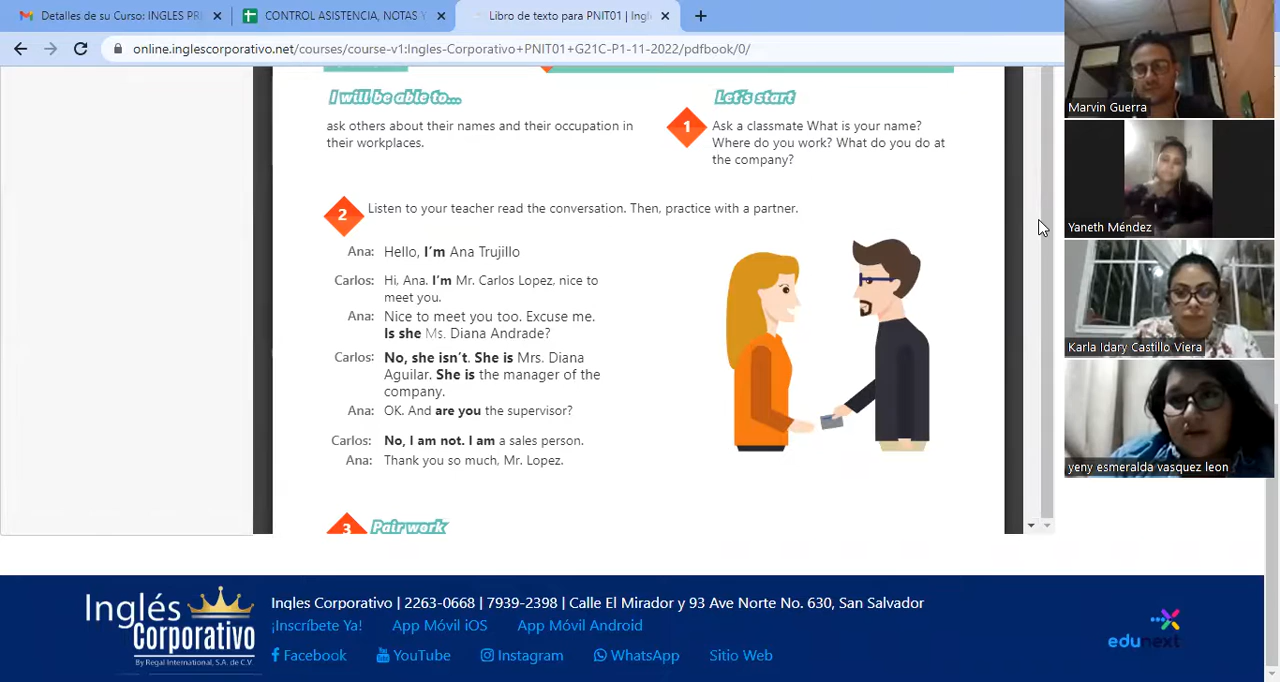 Detalles de su Curso: INGLES PRI
CONTROL ASISTENCIA, NOTAS Y
Libro de texto para PNIT01 | Ingl
online.inglescorporativo.net/courses/course-v1:Ingles-Corporativo+PNIT01+G21C-P1-11-2022/pdfbook/0/
I will be able to...
ask others about their names and their occupation in
their workplaces.
Let's start
1
Ask a classmate What is your name?
Where do you work? What do you do at
the company?
2
Listen to your teacher read the conversation. Then, practice with a partner.
Ana: Hello, I'm Ana Trujillo
Carlos: Hi, Ana. I'm Mr. Carlos Lopez, nice to
meet you.
Ana: Nice to meet you too. Excuse me.
Is she Ms. Diana Andrade?
Carlos: No, she isn't. She is Mrs. Diana
Aguilar. She is the manager of the
company.
Ana: OK. And are you the supervisor?
Carlos: No, I am not. I am a sales person.
Ana: Thank you so much, Mr. Lopez.
3
Pair work
Marvin Guerra
Yaneth Méndez
Karla Idary Castillo Viera
yeny esmeralda vasquez leon
Inglés
Corporativo
By Regal International, S.A. de C.V.
Ingles Corporativo | 2263-0668 | 7939-2398 | Calle El Mirador y 93 Ave Norte No. 630, San Salvador
¡Inscríbete Ya! App Móvil iOS App Móvil Android
Facebook YouTube Instagram WhatsApp Sitio Web
edunext